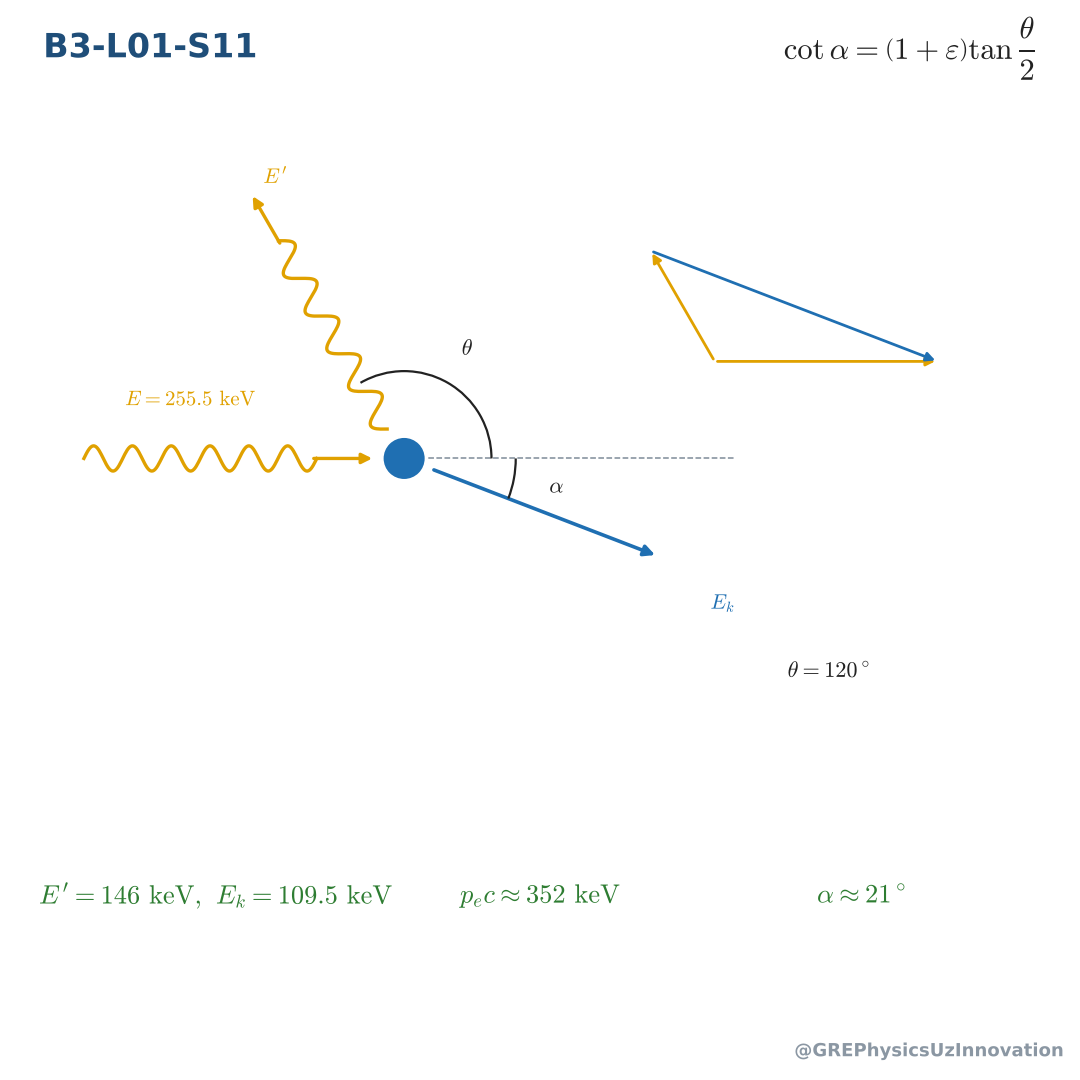 B3-L01-S11
cot α = (1 + ε)tan θ/2
E′
θ
E = 255.5 keV
α
E_k
θ = 120°
E′ = 146 keV, E_k = 109.5 keV
p_e c ≈ 352 keV
α ≈ 21°
@GREPhysicsUzInnovation